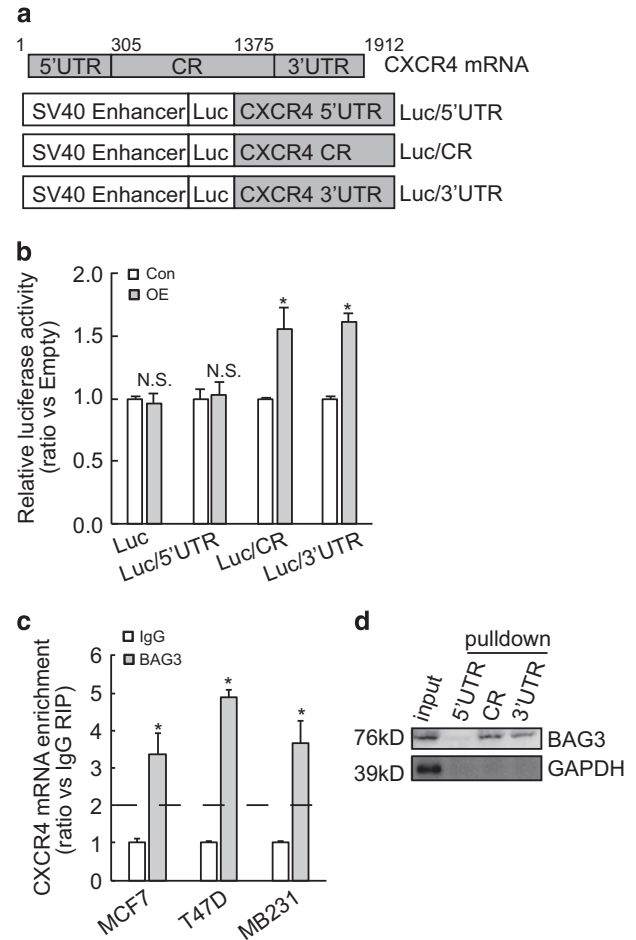 a
1 305 1375 1912
5'UTR CR 3'UTR CXCR4 mRNA
SV40 Enhancer Luc CXCR4 5'UTR Luc/5'UTR
SV40 Enhancer Luc CXCR4 CR Luc/CR
SV40 Enhancer Luc CXCR4 3'UTR Luc/3'UTR
b
Relative luciferase activity
(ratio vs Empty)
2.0
1.5
1.0
0.5
0.0
Con
OE
N.S.
N.S.
*
*
Luc
Luc/5'UTR
Luc/CR
Luc/3'UTR
c
CXCR4 mRNA enrichment
(ratio vs IgG RIP)
6
5
4
3
2
1
0
IgG
BAG3
*
*
*
MCF7
T47D
MB231
d
pulldown
input
5'UTR
CR
3'UTR
76kD BAG3
39kD GAPDH